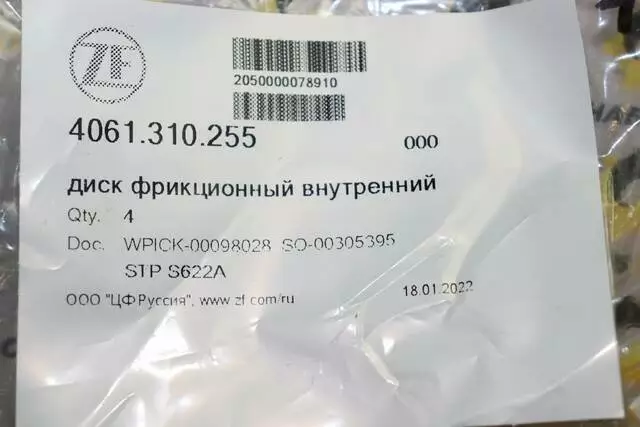 ZF
2050000078910
4061.310.255 000
диск фрикционный внутренний
Qty. 4
Doc. WPICK-00098028 SO-00305395
STP S622A
ООО "ЦФ Руссия", www.zf.com/ru 18.01.2022